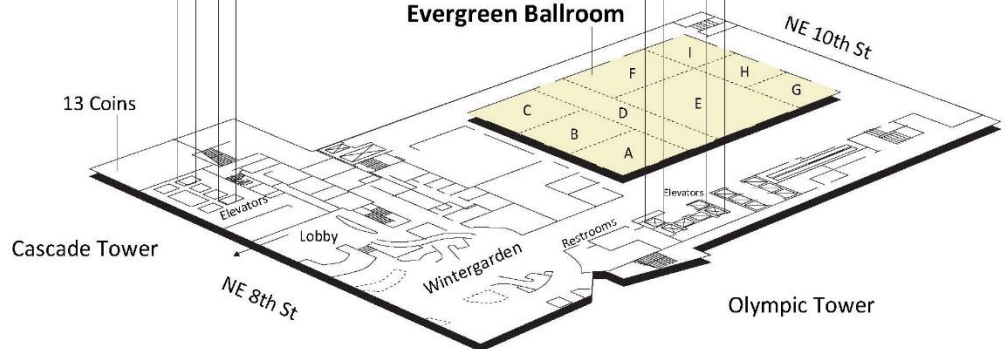 Evergreen Ballroom
NE 10th St
I
F
H
G
13 Coins
C
D
E
B
A
Elevators
Elevators
Lobby
Restrooms
Cascade Tower
Wintergarden
NE 8th St
Olympic Tower